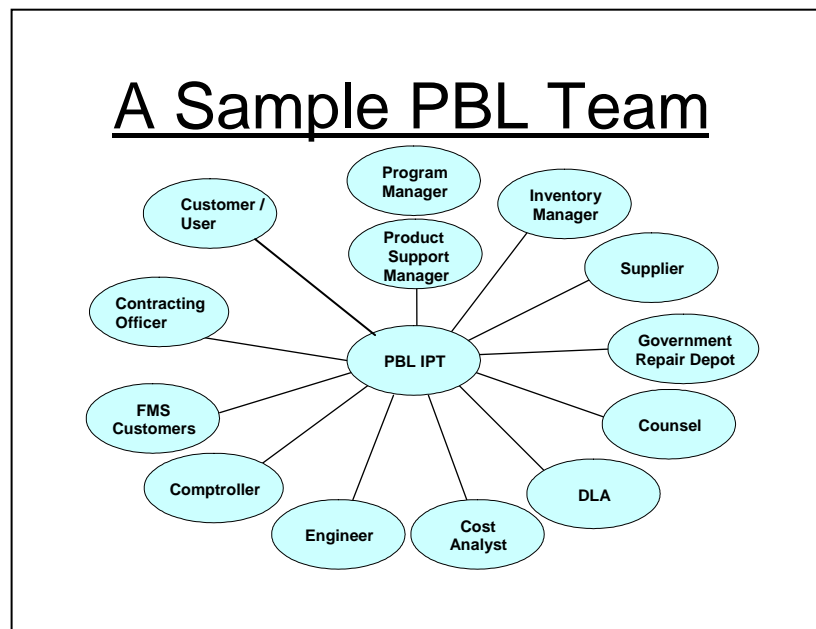 A Sample PBL Team
Program
Manager
Customer /
User
Inventory
Manager
Product
Support
Manager
Supplier
Contracting
Officer
Government
Repair Depot
PBL IPT
FMS
Customers
Counsel
Comptroller
DLA
Engineer
Cost
Analyst